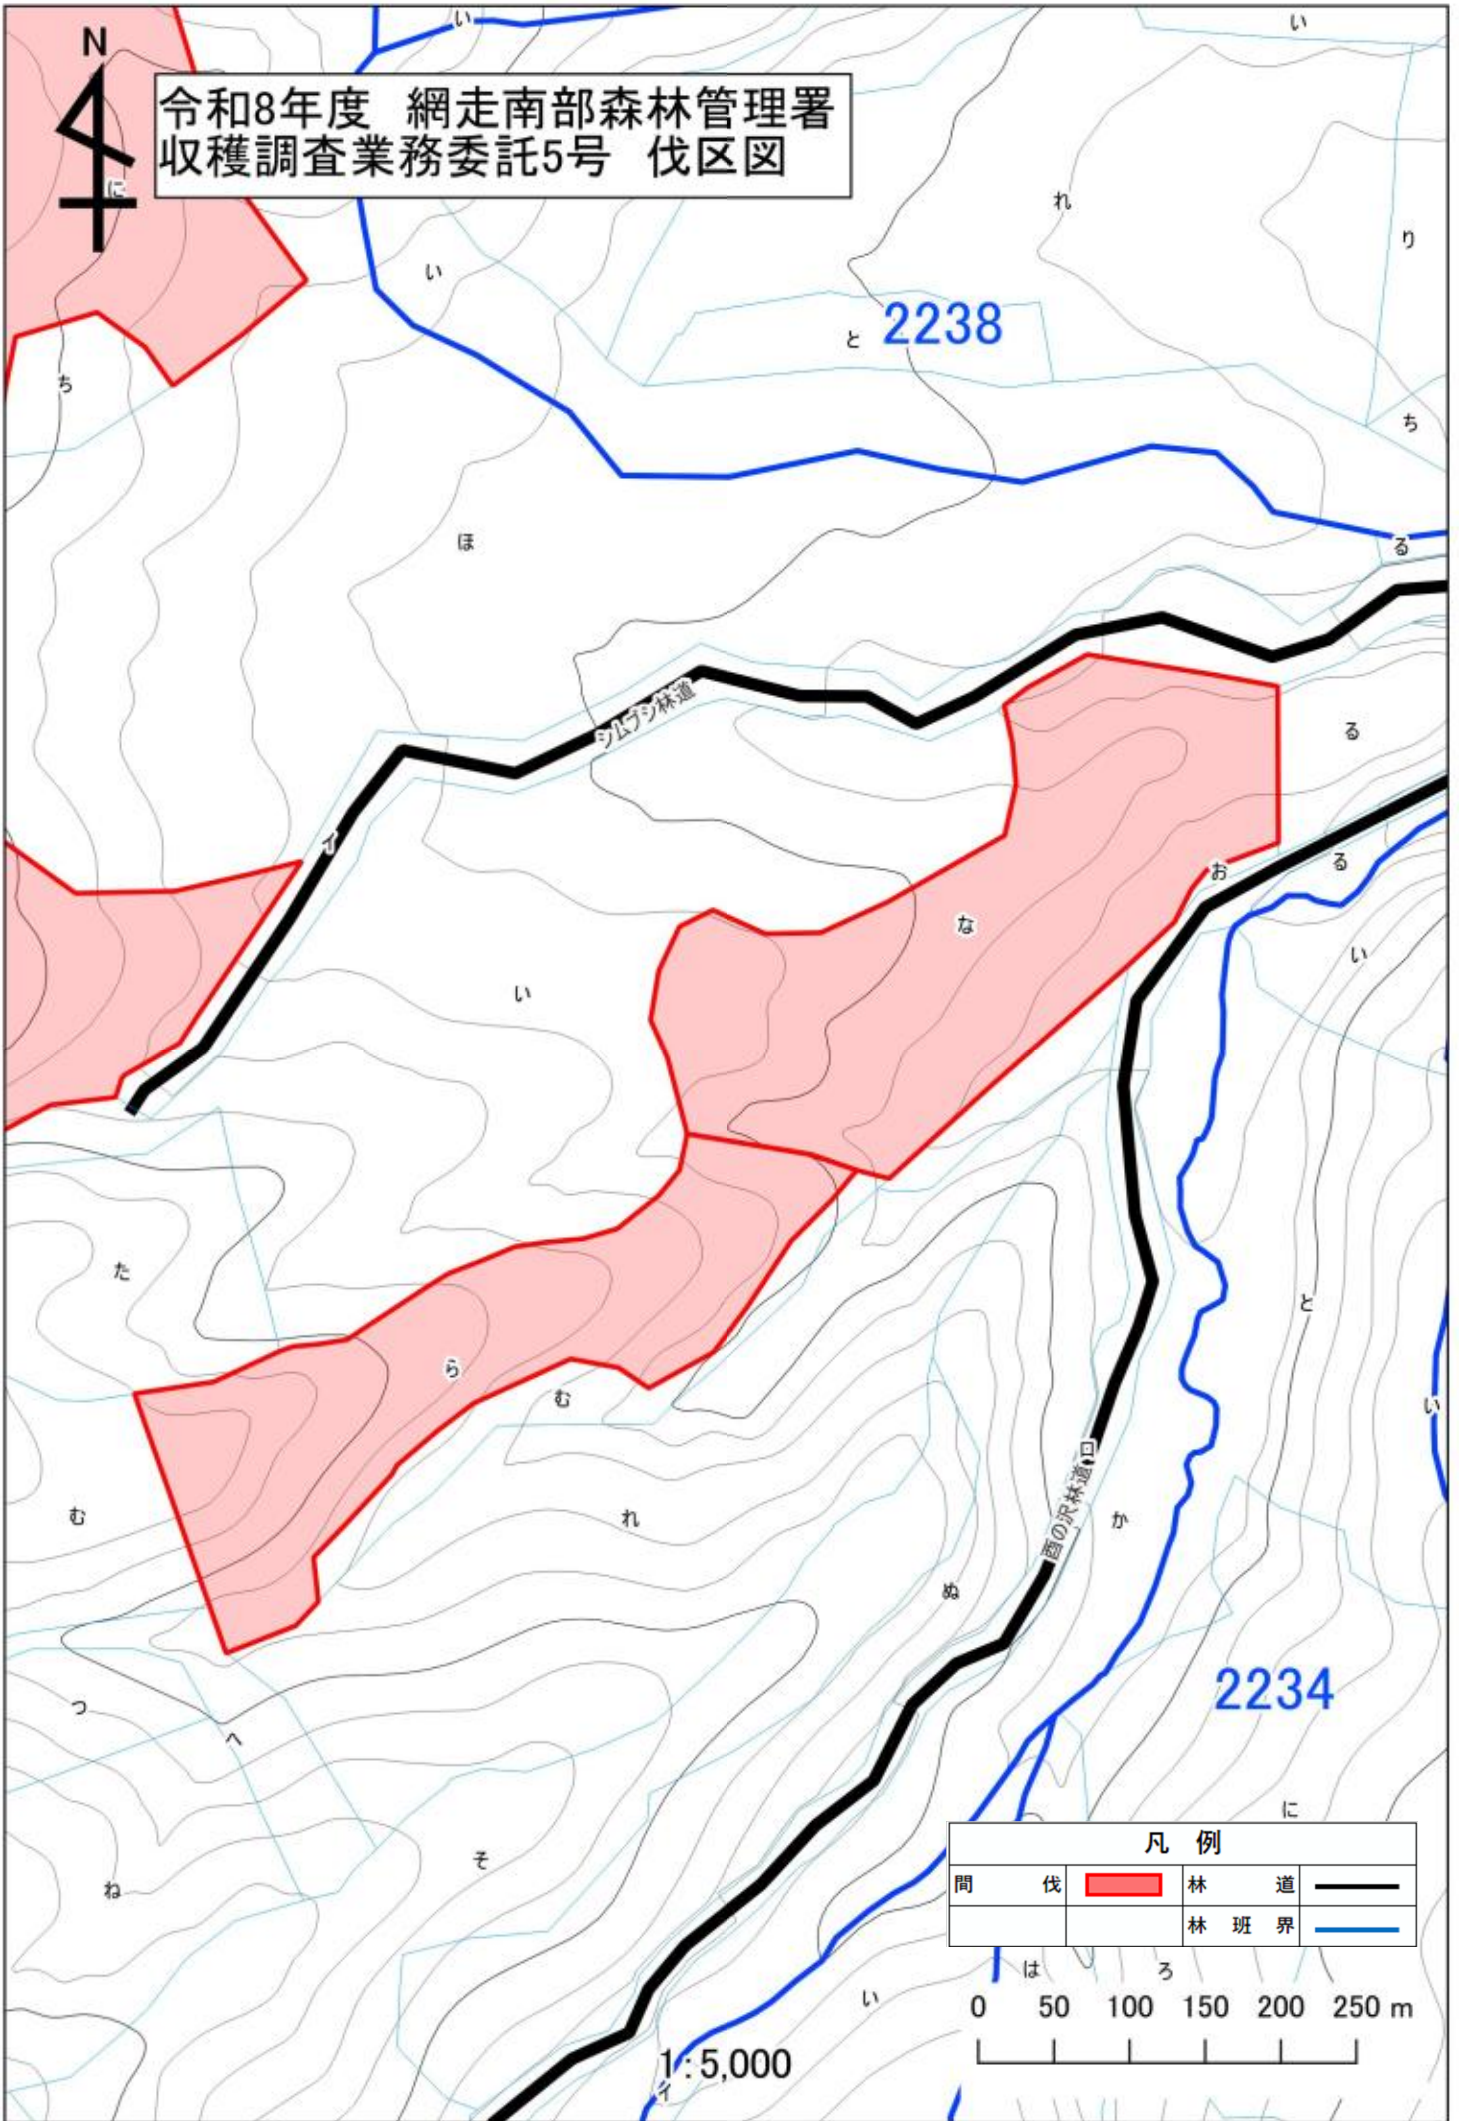 い
い
N
令和8年度 網走南部森林管理署
収穫調査業務委託5号 伐区図
に
れ
り
い
2238
と
ち
ち
ほ
る
シムブシ林道
る
イ
お
る
な
い
い
た
と
ら
む
い
ロ
む
れ
酉の沢林道
か
ぬ
2234
つ
へ
に
凡 例
間 伐 林 道
林 班 界
そ
ね
は
ろ
い
0 50 100 150 200 250 m
1:5,000
イ